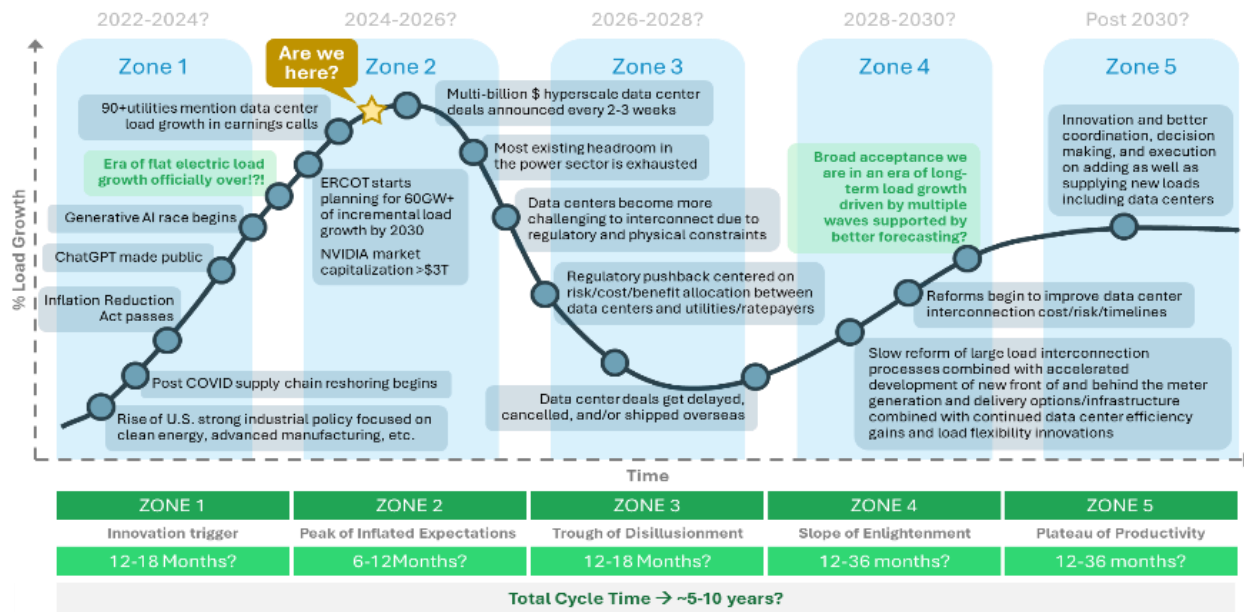 2022-2024?
2024-2026?
2026-2028?
2028-2030?
Post 2030?
Zone 1
Zone 2
Zone 3
Zone 4
Zone 5
Are we
here?
% Load Growth
90+utilities mention data center
load growth in earnings calls
Era of flat electric load
growth officially over!?!
Generative AI race begins
ChatGPT made public
Inflation Reduction
Act passes
Post COVID supply chain reshoring begins
Rise of U.S. strong industrial policy focused on
clean energy, advanced manufacturing, etc.
ERCOT starts
planning for 60GW+
of incremental load
growth by 2030
NVIDIA market
capitalization >$3T
Multi-billion $ hyperscale data center
deals announced every 2-3 weeks
Most existing headroom in
the power sector is exhausted
Data centers become more
challenging to interconnect due to
regulatory and physical constraints
Regulatory pushback centered on
risk/cost/benefit allocation between
data centers and utilities/ratepayers
Data center deals get delayed,
cancelled, and/or shipped overseas
Broad acceptance we
are in an era of long-
term load growth
driven by multiple
waves supported by
better forecasting?
Reforms begin to improve data center
interconnection cost/risk/timelines
Slow reform of large load interconnection
processes combined with accelerated
development of new front of and behind the meter
generation and delivery options/infrastructure
combined with continued data center efficiency
gains and load flexibility innovations
Innovation and better
coordination, decision
making, and execution
on adding as well as
supplying new loads
including data centers
Time
ZONE 1
ZONE 2
ZONE 3
ZONE 4
ZONE 5
Innovation trigger
Peak of Inflated Expectations
Trough of Disillusionment
Slope of Enlightenment
Plateau of Productivity
12-18 Months?
6-12Months?
12-18 Months?
12-36 months?
12-36 months?
Total Cycle Time → ~5-10 years?